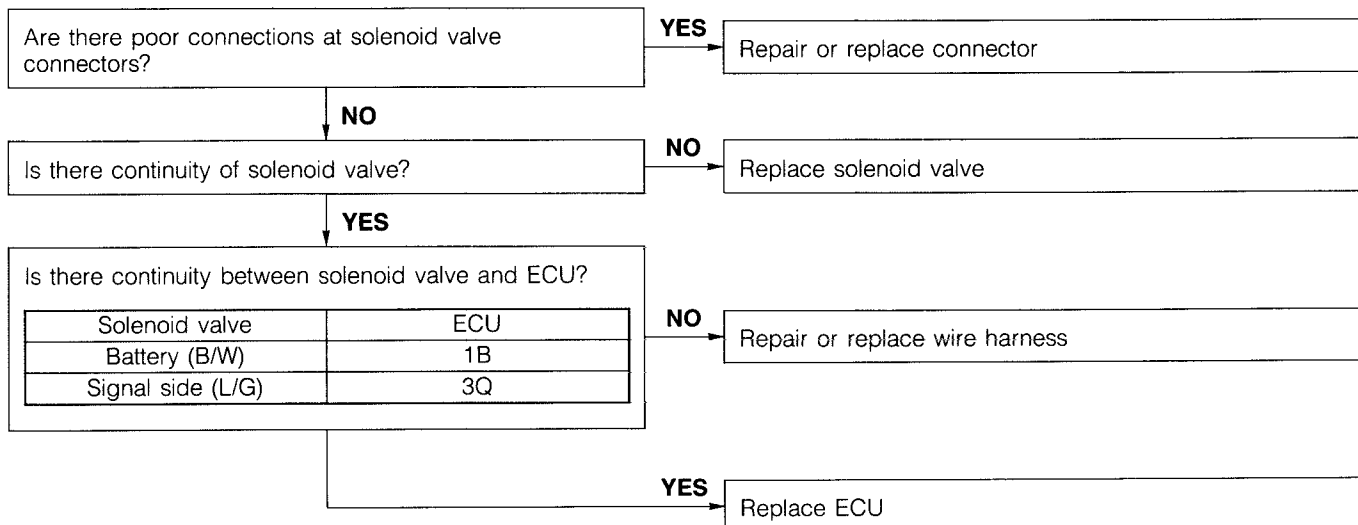 Are there poor connections at solenoid valve
connectors?
YES
Repair or replace connector
NO
Is there continuity of solenoid valve?
NO
Replace solenoid valve
YES
Is there continuity between solenoid valve and ECU?
Solenoid valve ECU
Battery (B/W) 1B
Signal side (L/G) 3Q
NO
Repair or replace wire harness
YES
Replace ECU